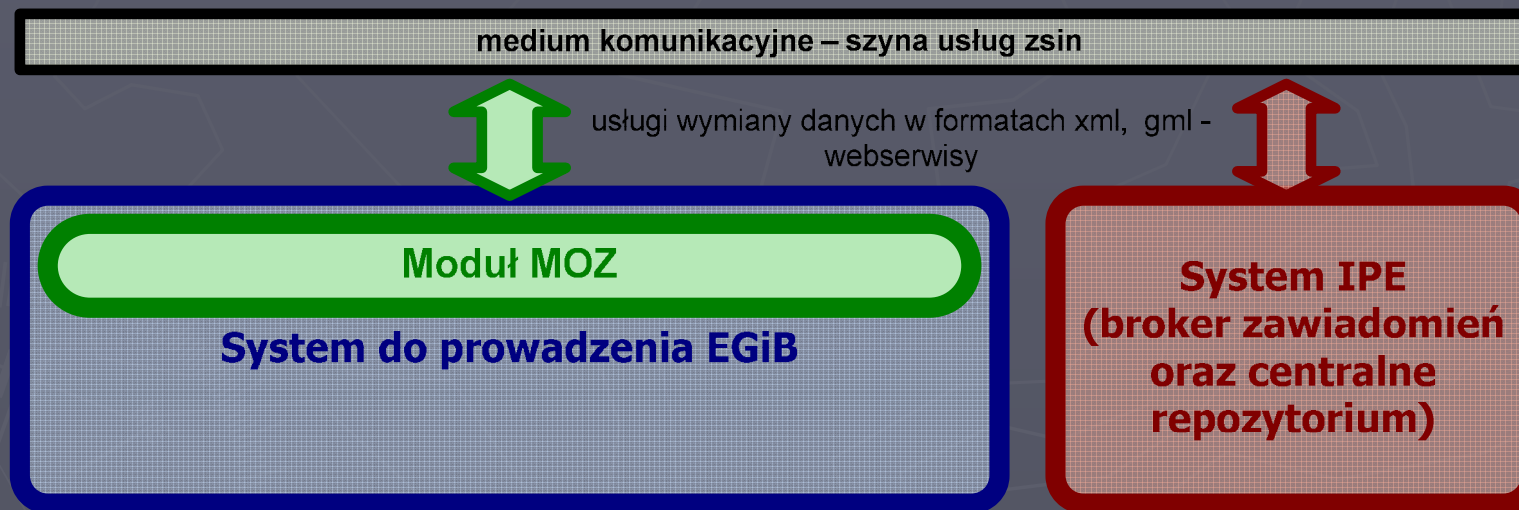 medium komunikacyjne – szyna usług zsin
usługi wymiany danych w formatach xml, gml -
webserwisy
Moduł MOZ
System do prowadzenia EGiB
System IPE
(broker zawiadomień
oraz centralne
repozytorium)